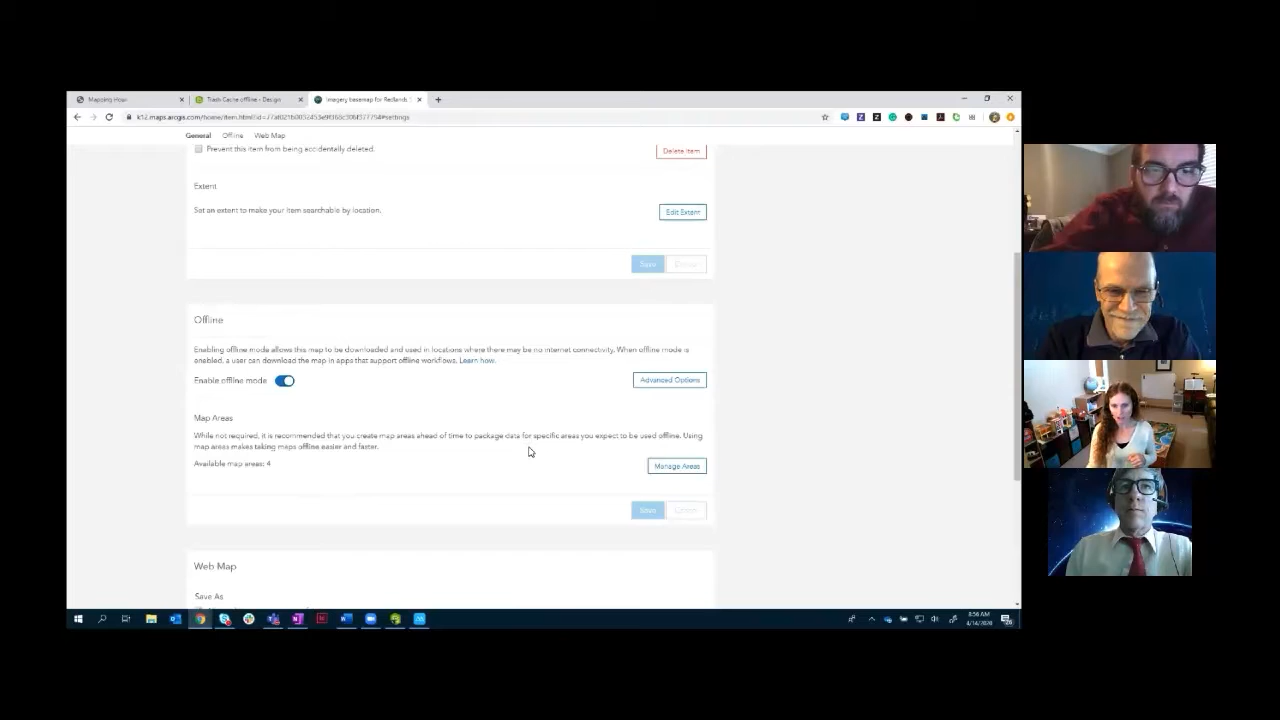 Mapping Hour
Trash Cache offline - Design
Imagery basemap for Redlands
General
Offline
Web Map
Prevent this item from being accidentally deleted.
Delete Item
Extent
Set an extent to make your item searchable by location.
Edit Extent
Save
Offline
Enabling offline mode allows this map to be downloaded and used in locations where there may be no internet connectivity. When offline mode is
enabled, a user can download the map in apps that support offline workflows. Learn how.
Enable offline mode
Advanced Options
Map Areas
While not required, it is recommended that you create map areas ahead of time to package data for specific areas you expect to be used offline. Using
map areas makes taking maps offline easier and faster.
Available map areas: 4
Manage Areas
Save
Web Map
Save As
8:56 AM
4/14/2020